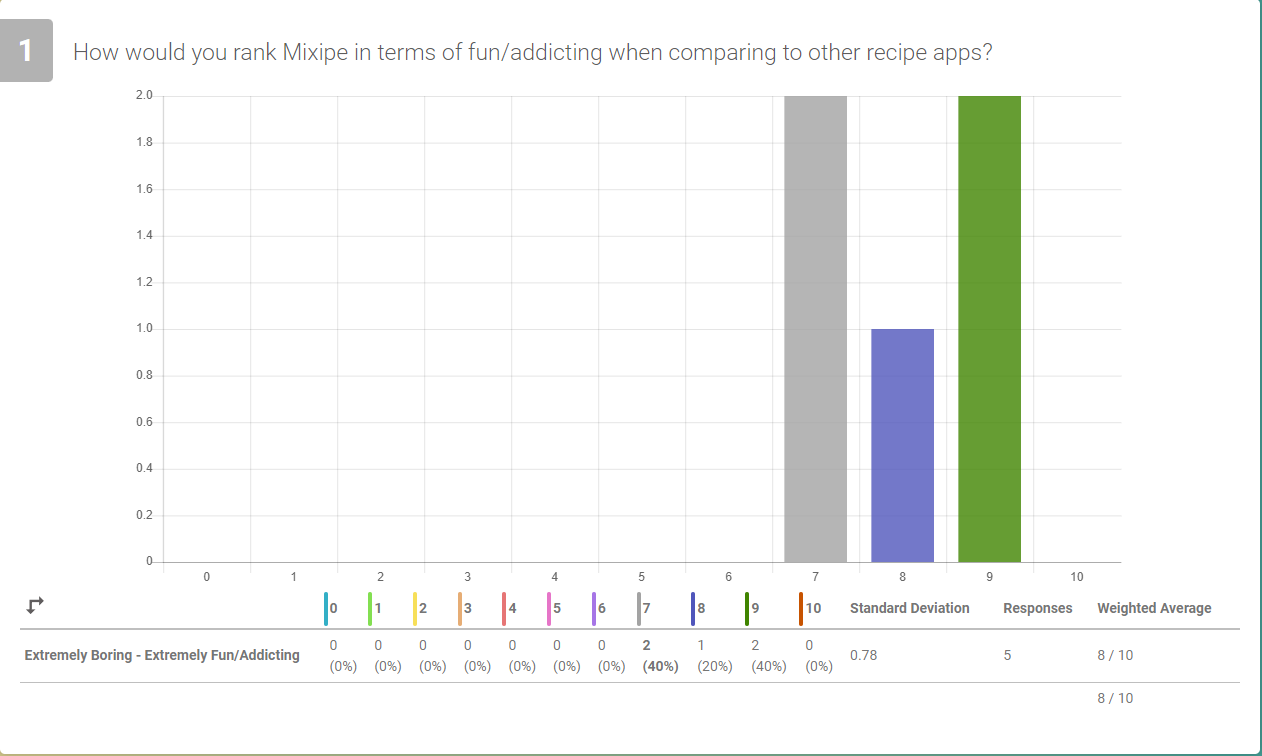 1
How would you rank Mixipe in terms of fun/addicting when comparing to other recipe apps?
2.0
1.8
1.6
1.4
1.2
1.0
0.8
0.6
0.4
0.2
0
0 1 2 3 4 5 6 7 8 9 10
0 1 2 3 4 5 6 7 8 9 10 Standard Deviation Responses Weighted Average
Extremely Boring - Extremely Fun/Addicting 0 0 0 0 0 0 0 2 1 2 0 0.78 5 8 / 10
(0%) (0%) (0%) (0%) (0%) (0%) (0%) (40%) (20%) (40%) (0%)
8 / 10